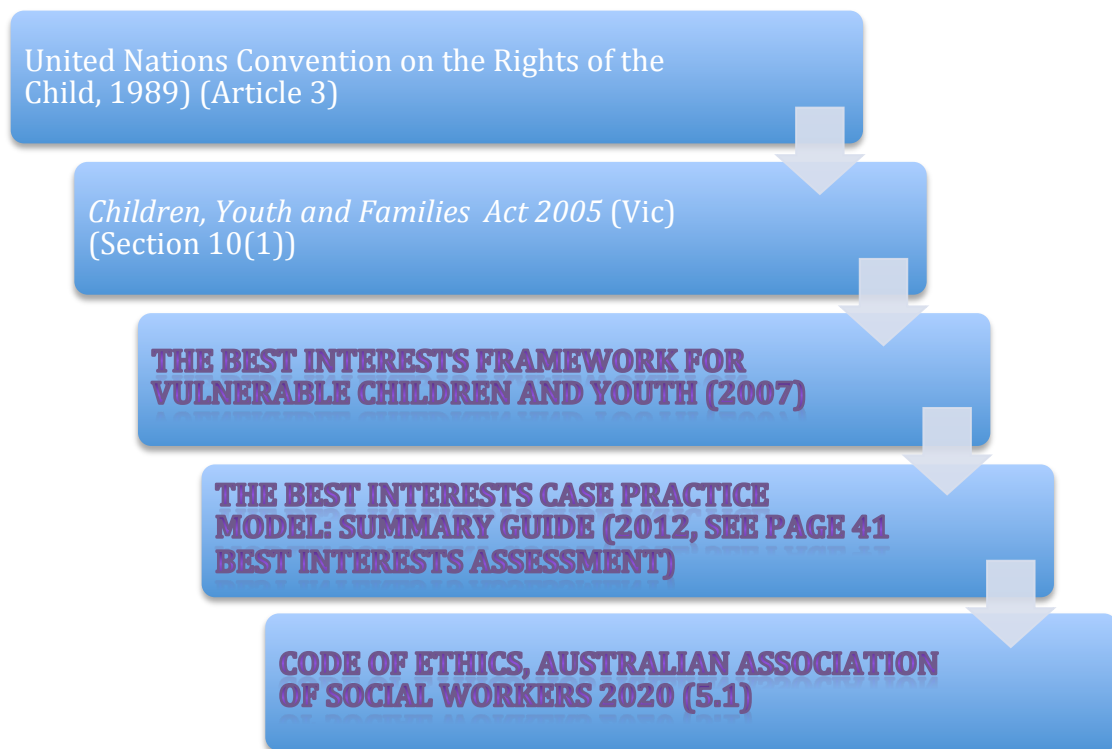 United Nations Convention on the Rights of the
Child, 1989) (Article 3)
Children, Youth and Families  Act 2005 (Vic)
(Section 10(1))
THE BEST INTERESTS FRAMEWORK FOR
VULNERABLE CHILDREN AND YOUTH (2007)
THE BEST INTERESTS CASE PRACTICE
MODEL: SUMMARY GUIDE (2012, SEE PAGE 41
BEST INTERESTS ASSESSMENT)
CODE OF ETHICS, AUSTRALIAN ASSOCIATION
OF SOCIAL WORKERS 2020 (5.1)